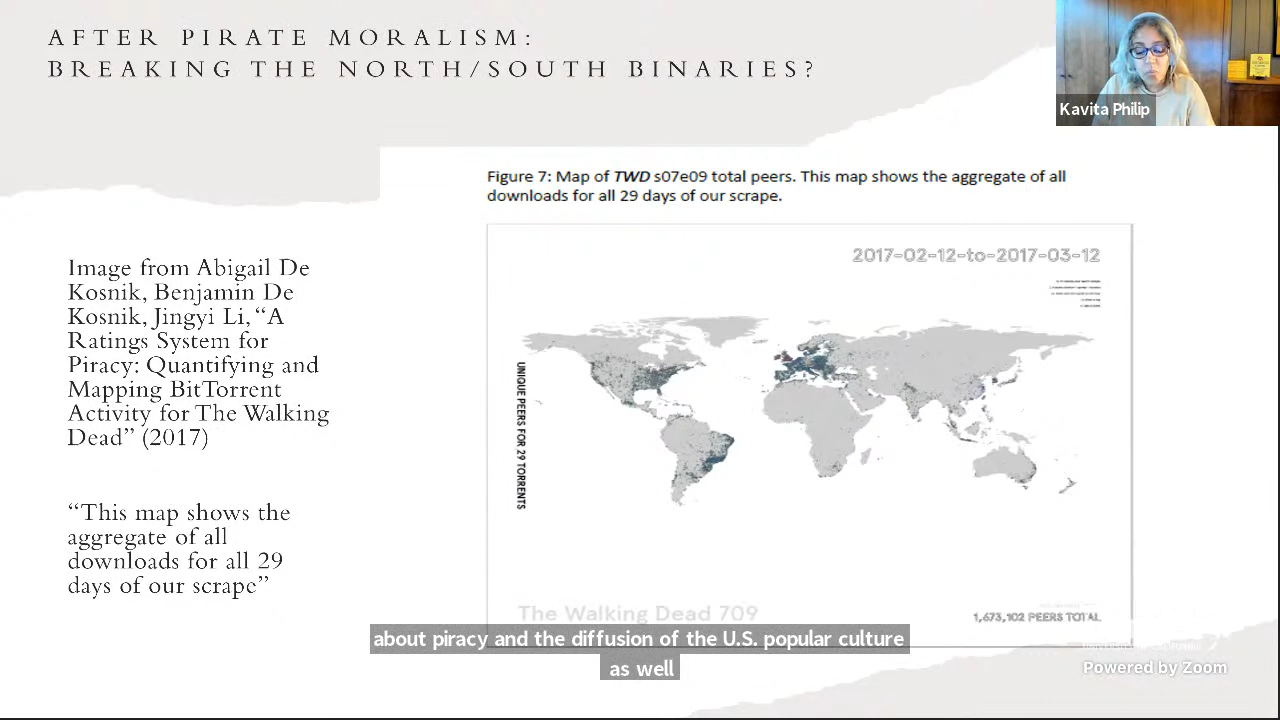 AFTER PIRATE MORALISM:
BREAKING THE NORTH/SOUTH BINARIES?
Kavita Philip
Figure 7: Map of TWD s07e09 total peers. This map shows the aggregate of all
downloads for all 29 days of our scrape.
Image from Abigail De
Kosnik, Benjamin De
Kosnik, Jingyi Li, “A
Ratings System for
Piracy: Quantifying and
Mapping BitTorrent
Activity for The Walking
Dead” (2017)
“This map shows the
aggregate of all
downloads for all 29
days of our scrape”
2017-02-12-to-2017-03-12
UNIQUE PEERS FOR 29 TORRENTS
The Walking Dead 709
1,673,102 PEERS TOTAL
about piracy and the diffusion of the U.S. popular culture
as well
Powered by Zoom